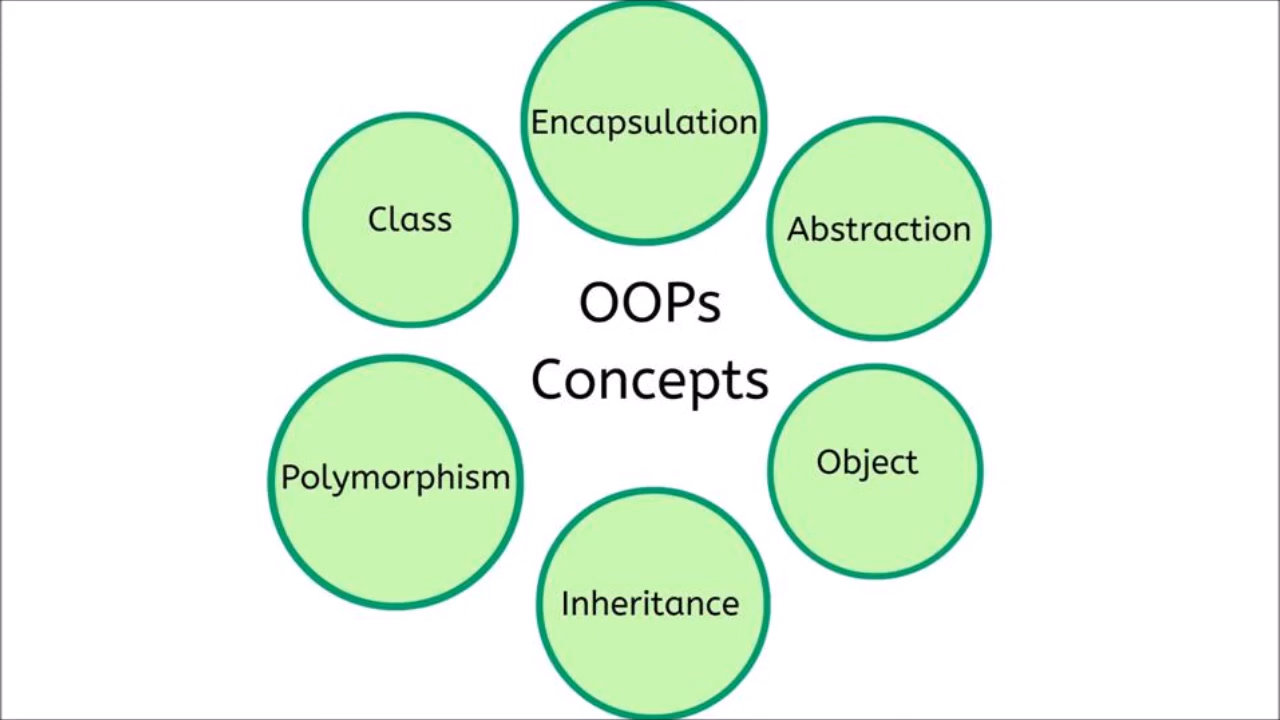 Encapsulation
Class
Abstraction
OOPs
Concepts
Polymorphism
Object
Inheritance